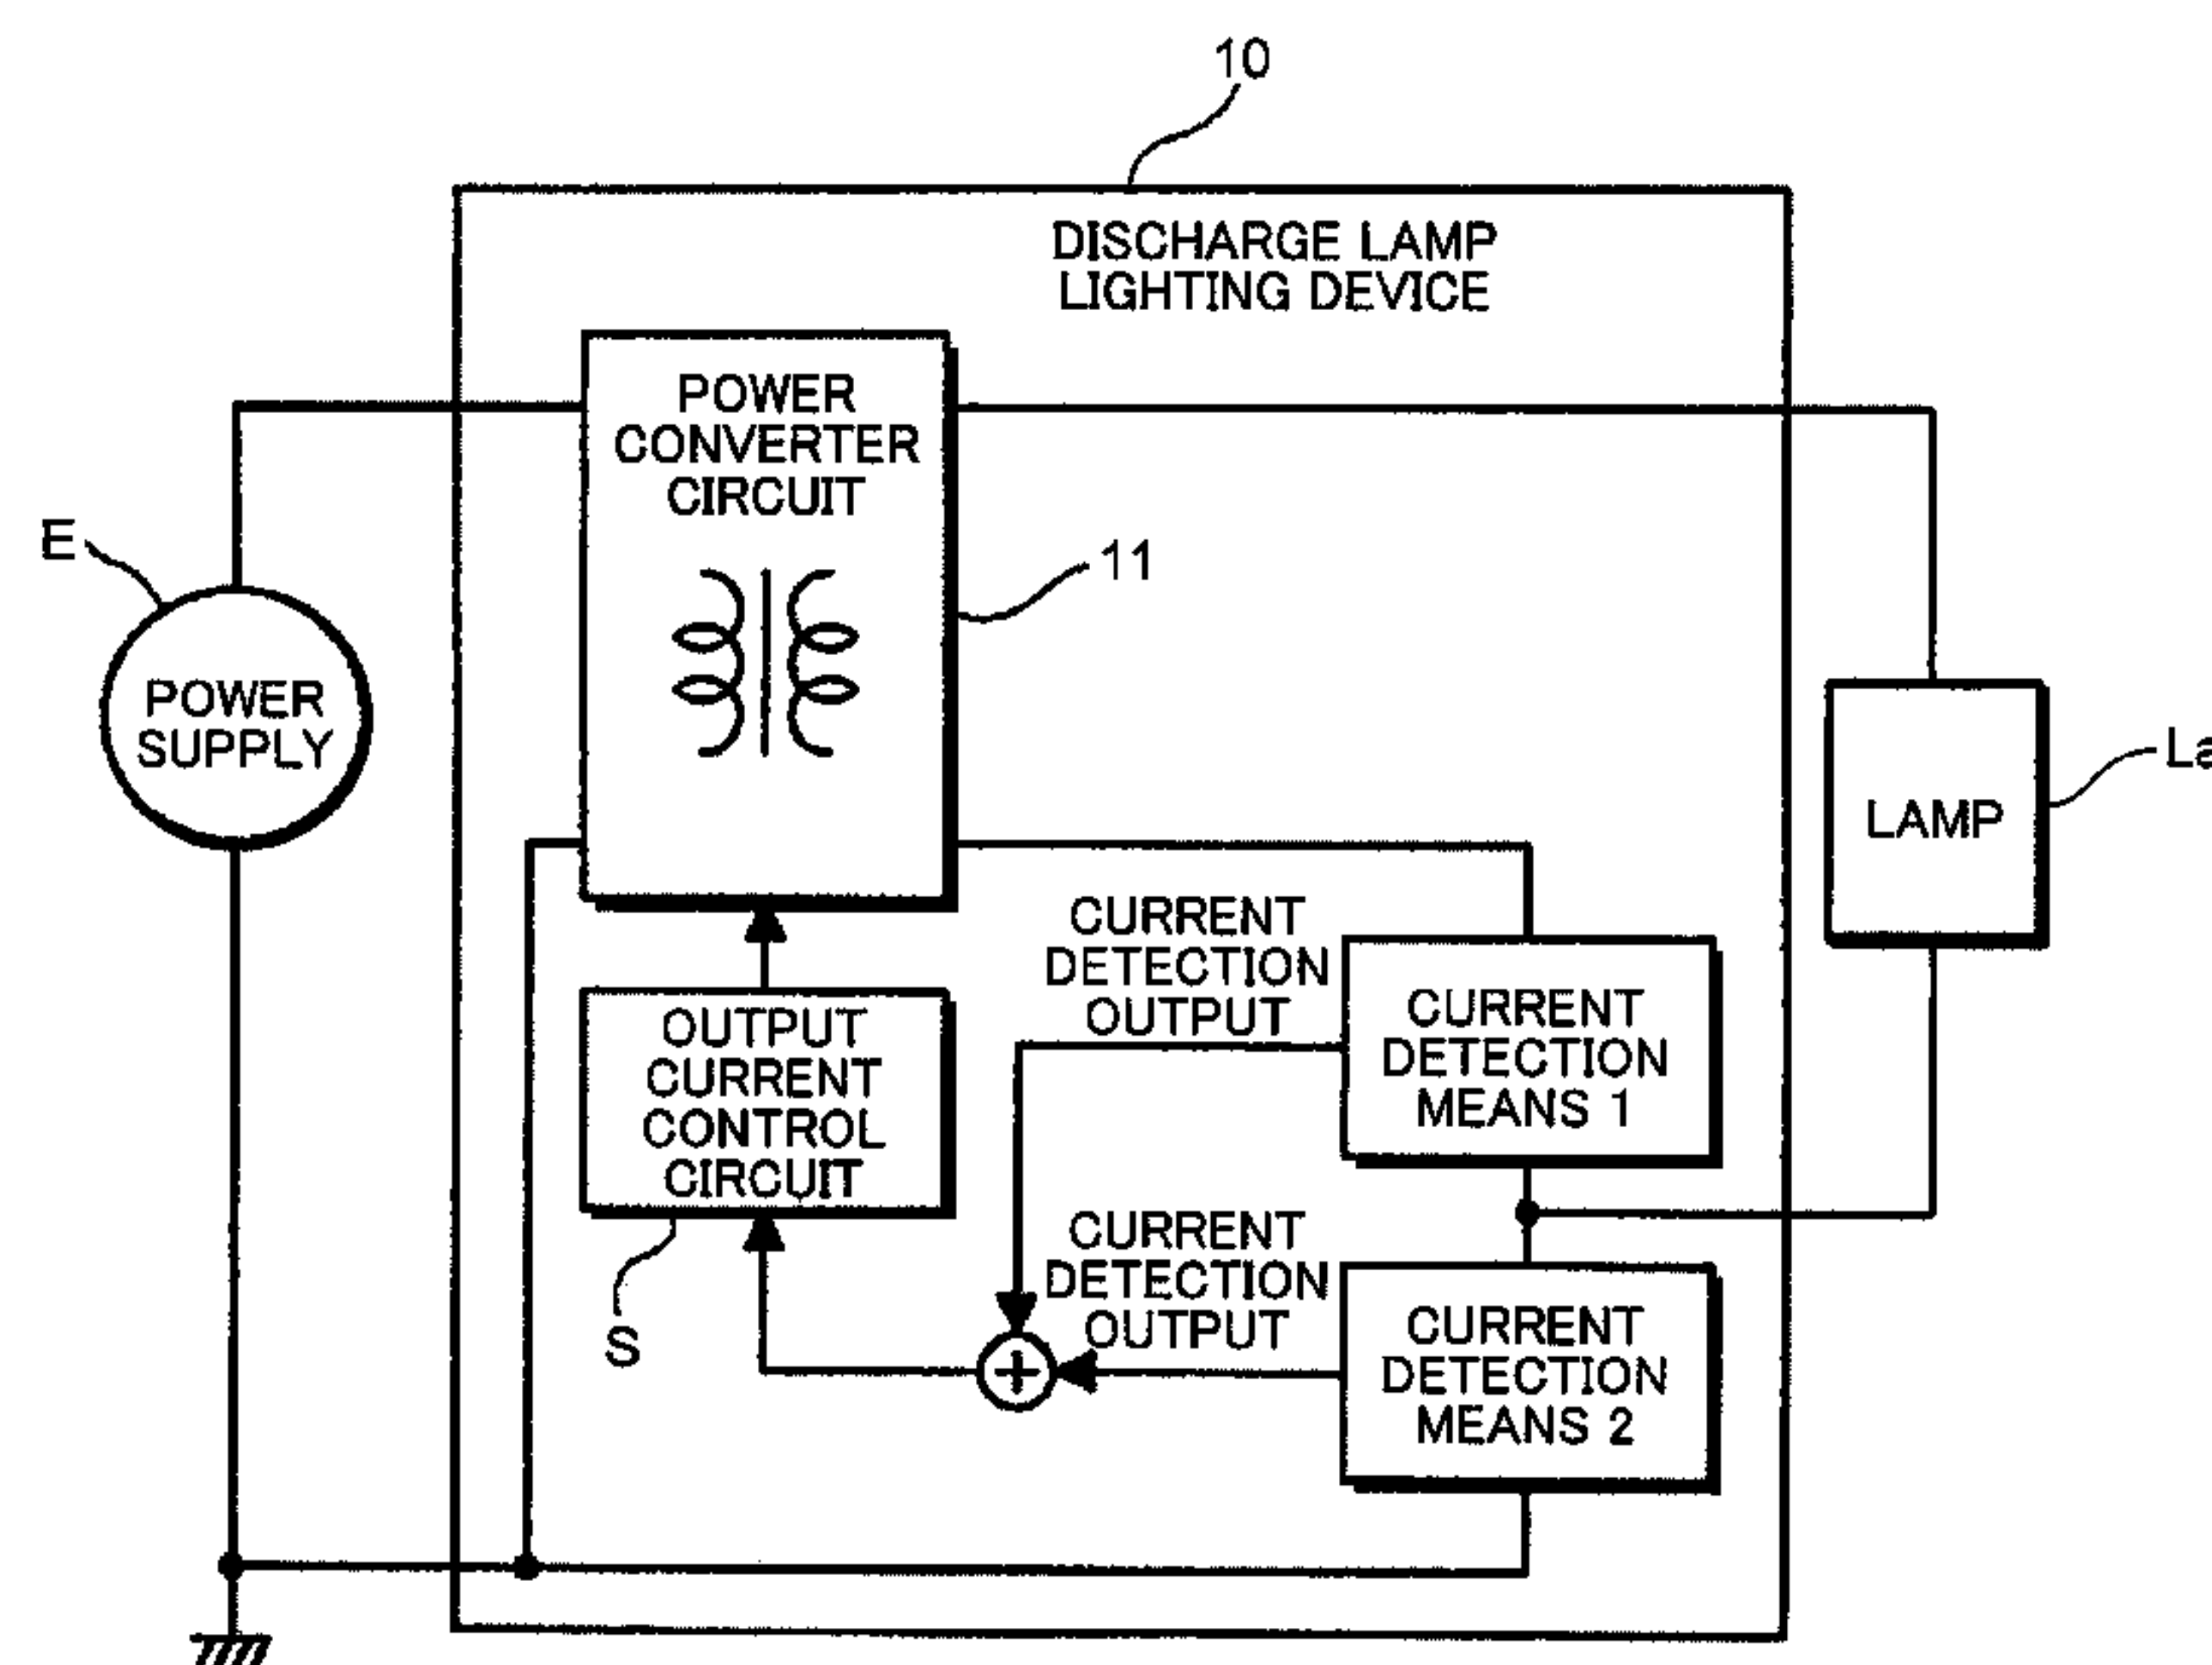 10
DISCHARGE LAMP
LIGHTING DEVICE
POWER
CONVERTER
CIRCUIT
E
11
POWER
SUPPLY
La
LAMP
CURRENT
DETECTION
OUTPUT
CURRENT
DETECTION
MEANS 1
OUTPUT
CURRENT
CONTROL
CIRCUIT
S
CURRENT
DETECTION
OUTPUT
CURRENT
DETECTION
MEANS 2
+